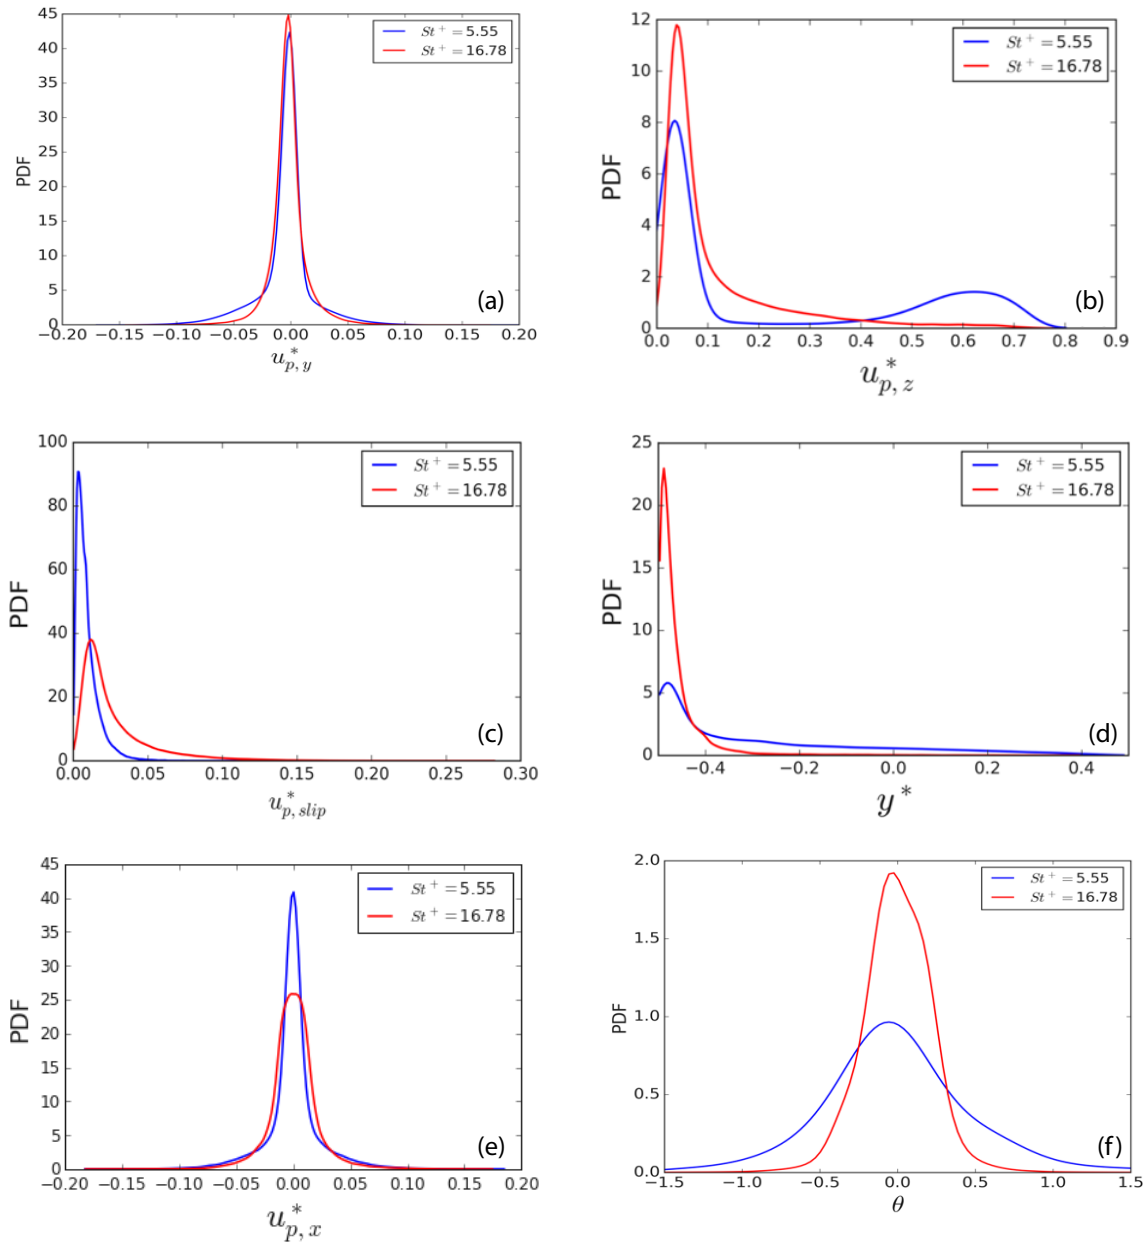 45
40
35
30
25
20
15
10
5
0
PDF
−0.20 −0.15 −0.10 −0.05 0.00 0.05 0.10 0.15 0.20
u*p,y
St+ = 5.55
St+ = 16.78
(a)
12
10
8
6
4
2
0
PDF
0.0 0.1 0.2 0.3 0.4 0.5 0.6 0.7 0.8 0.9
u*p,z
St+ = 5.55
St+ = 16.78
(b)
100
80
60
40
20
0
PDF
0.00 0.05 0.10 0.15 0.20 0.25 0.30
u*p,slip
St+ = 5.55
St+ = 16.78
(c)
25
20
15
10
5
0
PDF
−0.4 −0.2 0.0 0.2 0.4
y*
St+ = 5.55
St+ = 16.78
(d)
45
40
35
30
25
20
15
10
5
0
PDF
−0.20 −0.15 −0.10 −0.05 0.00 0.05 0.10 0.15 0.20
u*p,x
St+ = 5.55
St+ = 16.78
(e)
2.0
1.5
1.0
0.5
0.0
PDF
−1.5 −1.0 −0.5 0.0 0.5 1.0 1.5
θ
St+ = 5.55
St+ = 16.78
(f)